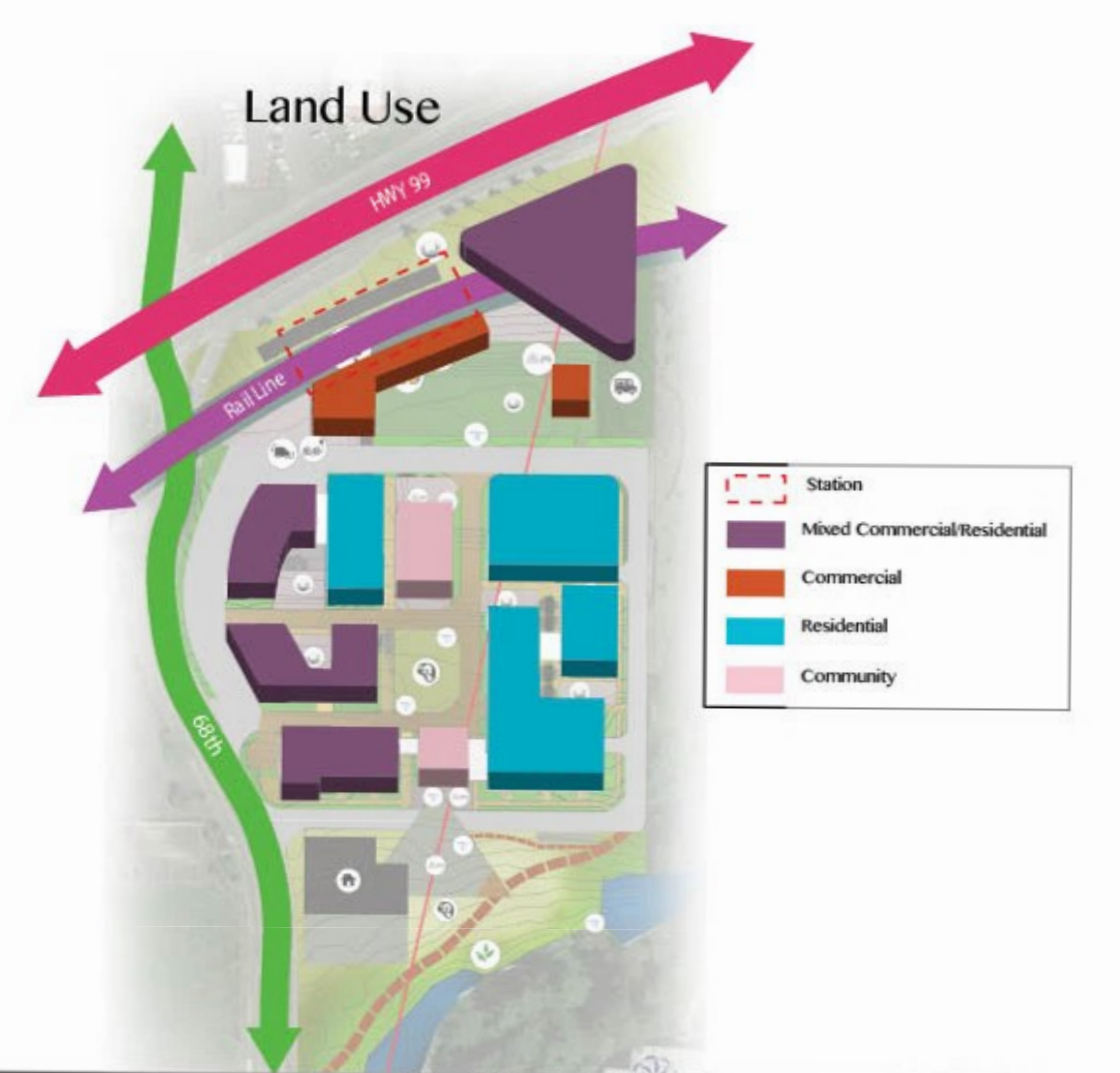 Land Use
HWY 99
Rail Line
68th
Station
Mixed Commercial/Residential
Commercial
Residential
Community